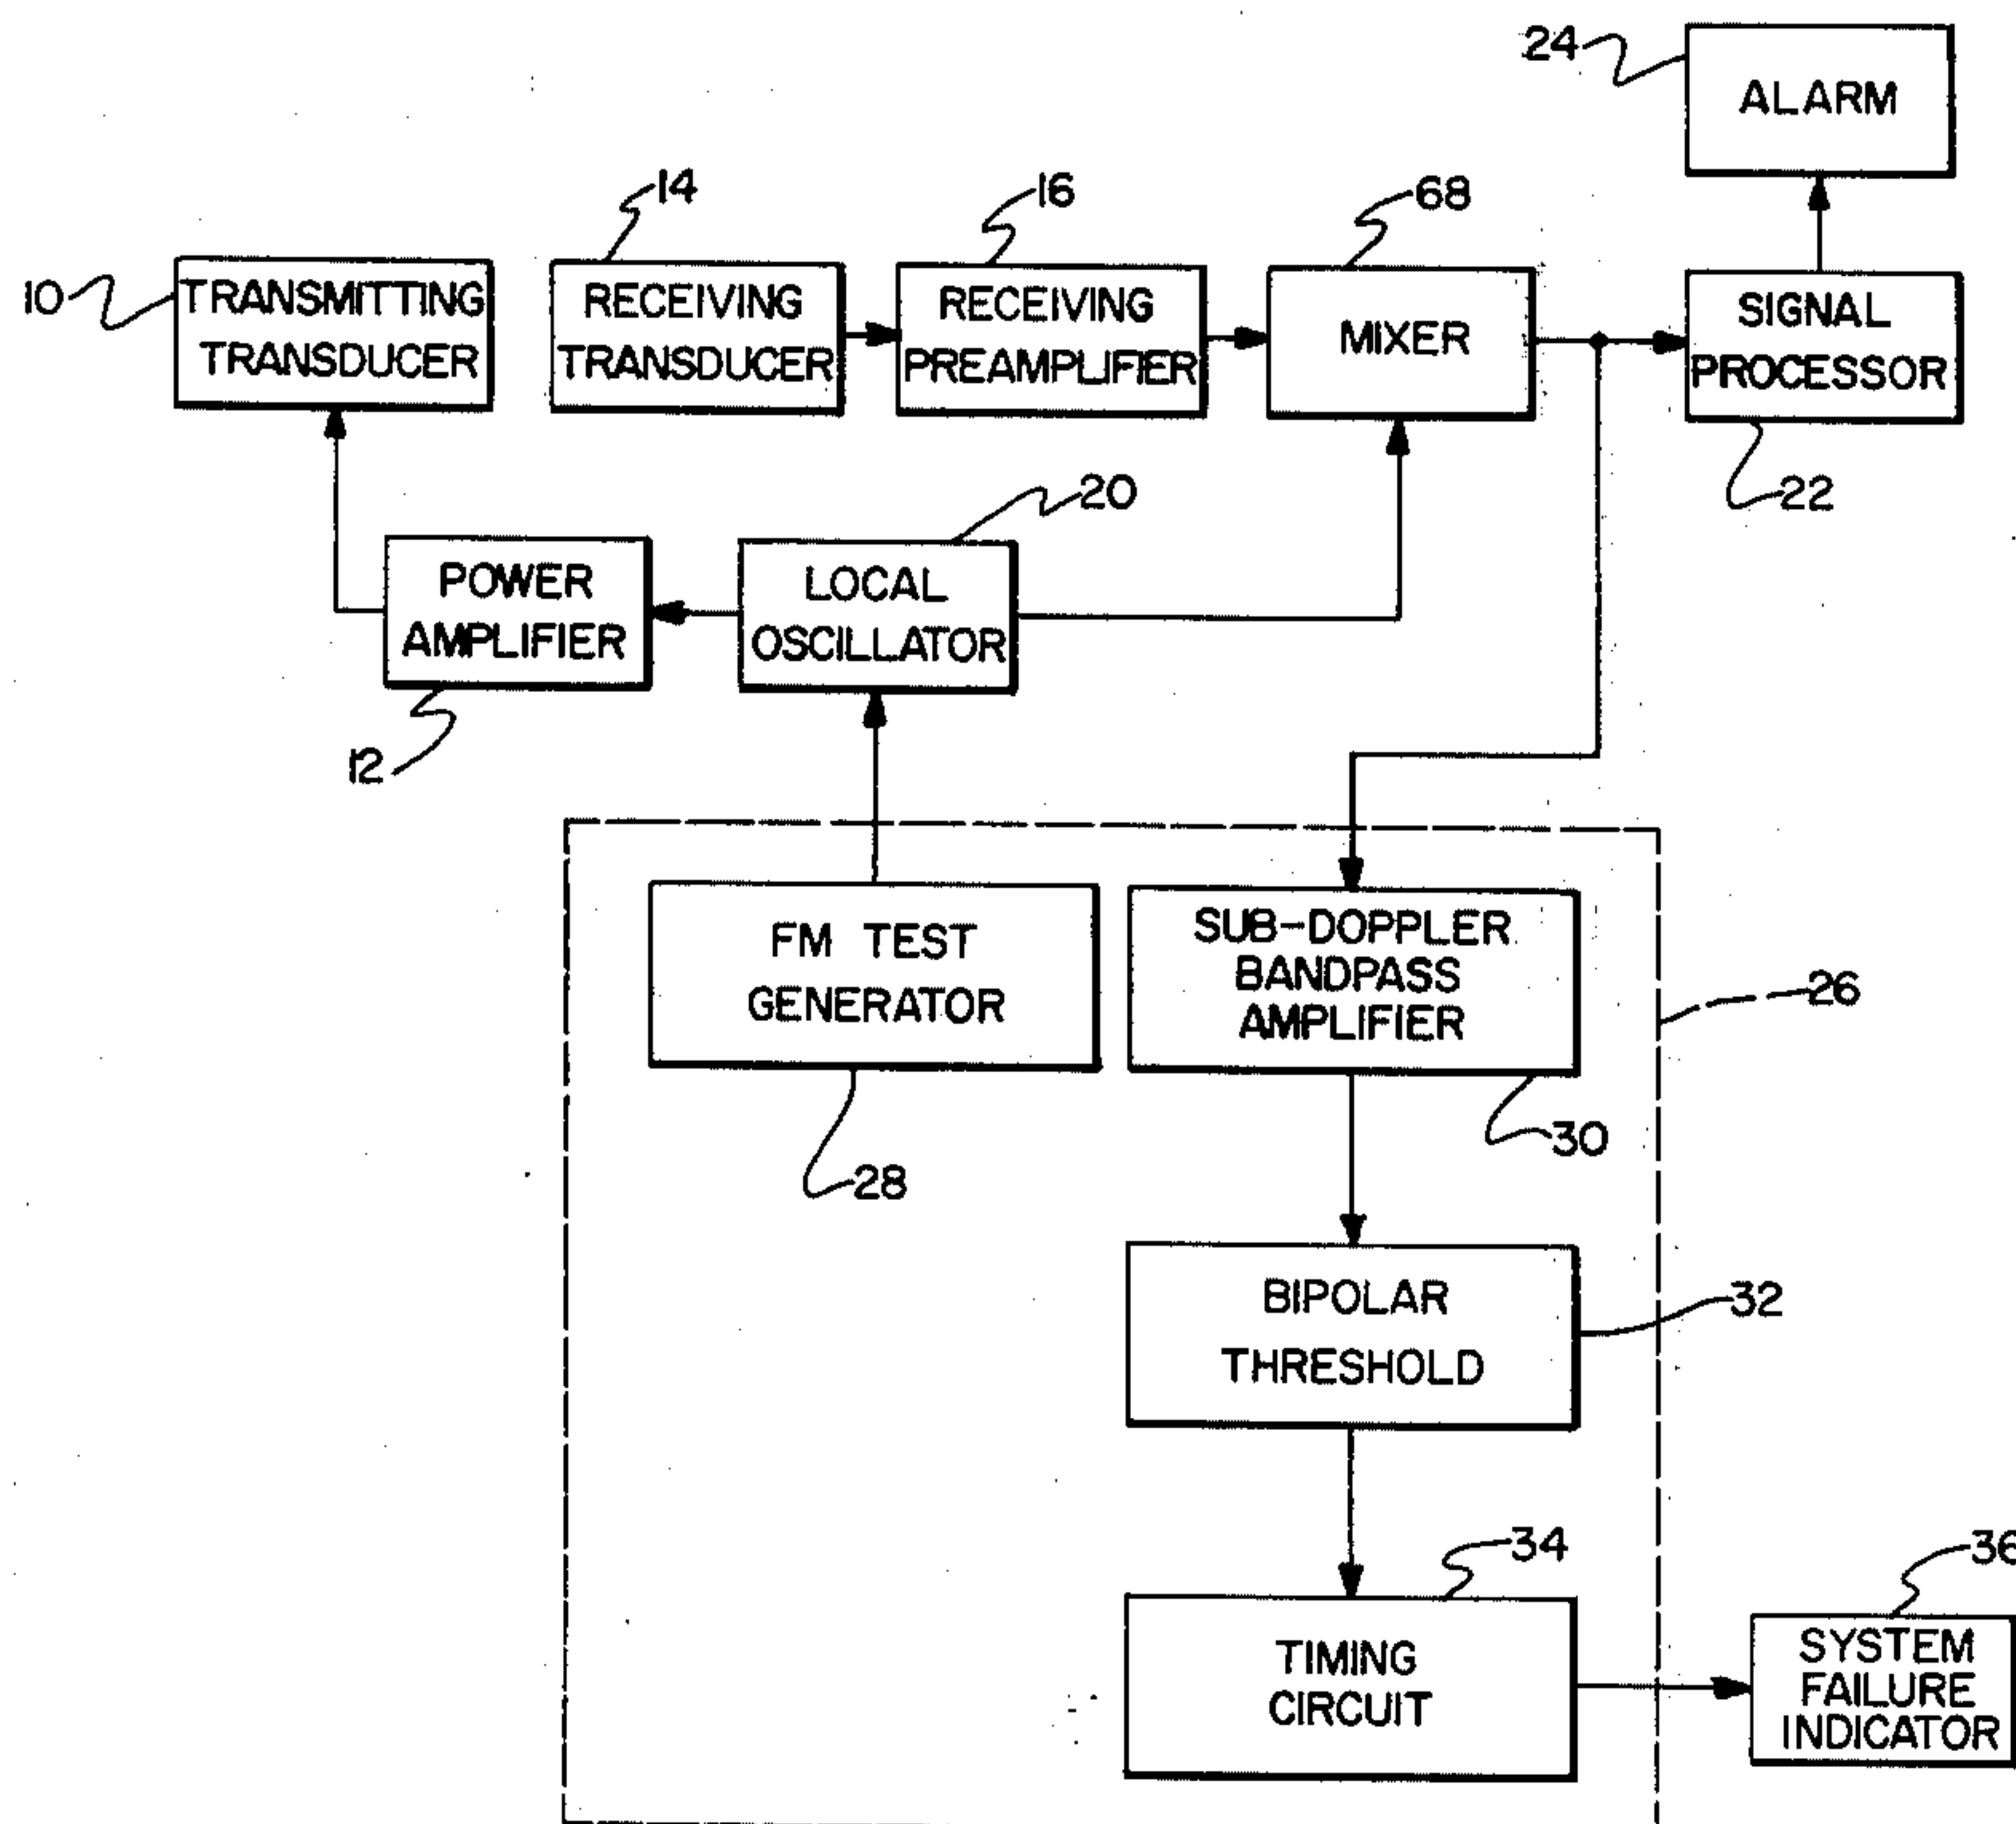 24
ALARM
14
16
68
10
TRANSMITTING
TRANSDUCER
RECEIVING
TRANSDUCER
RECEIVING
PREAMPLIFIER
MIXER
SIGNAL
PROCESSOR
20
22
POWER
AMPLIFIER
LOCAL
OSCILLATOR
12
FM TEST
GENERATOR
SUB-DOPPLER
BANDPASS
AMPLIFIER
26
30
28
BIPOLAR
THRESHOLD
32
34
36
TIMING
CIRCUIT
SYSTEM
FAILURE
INDICATOR